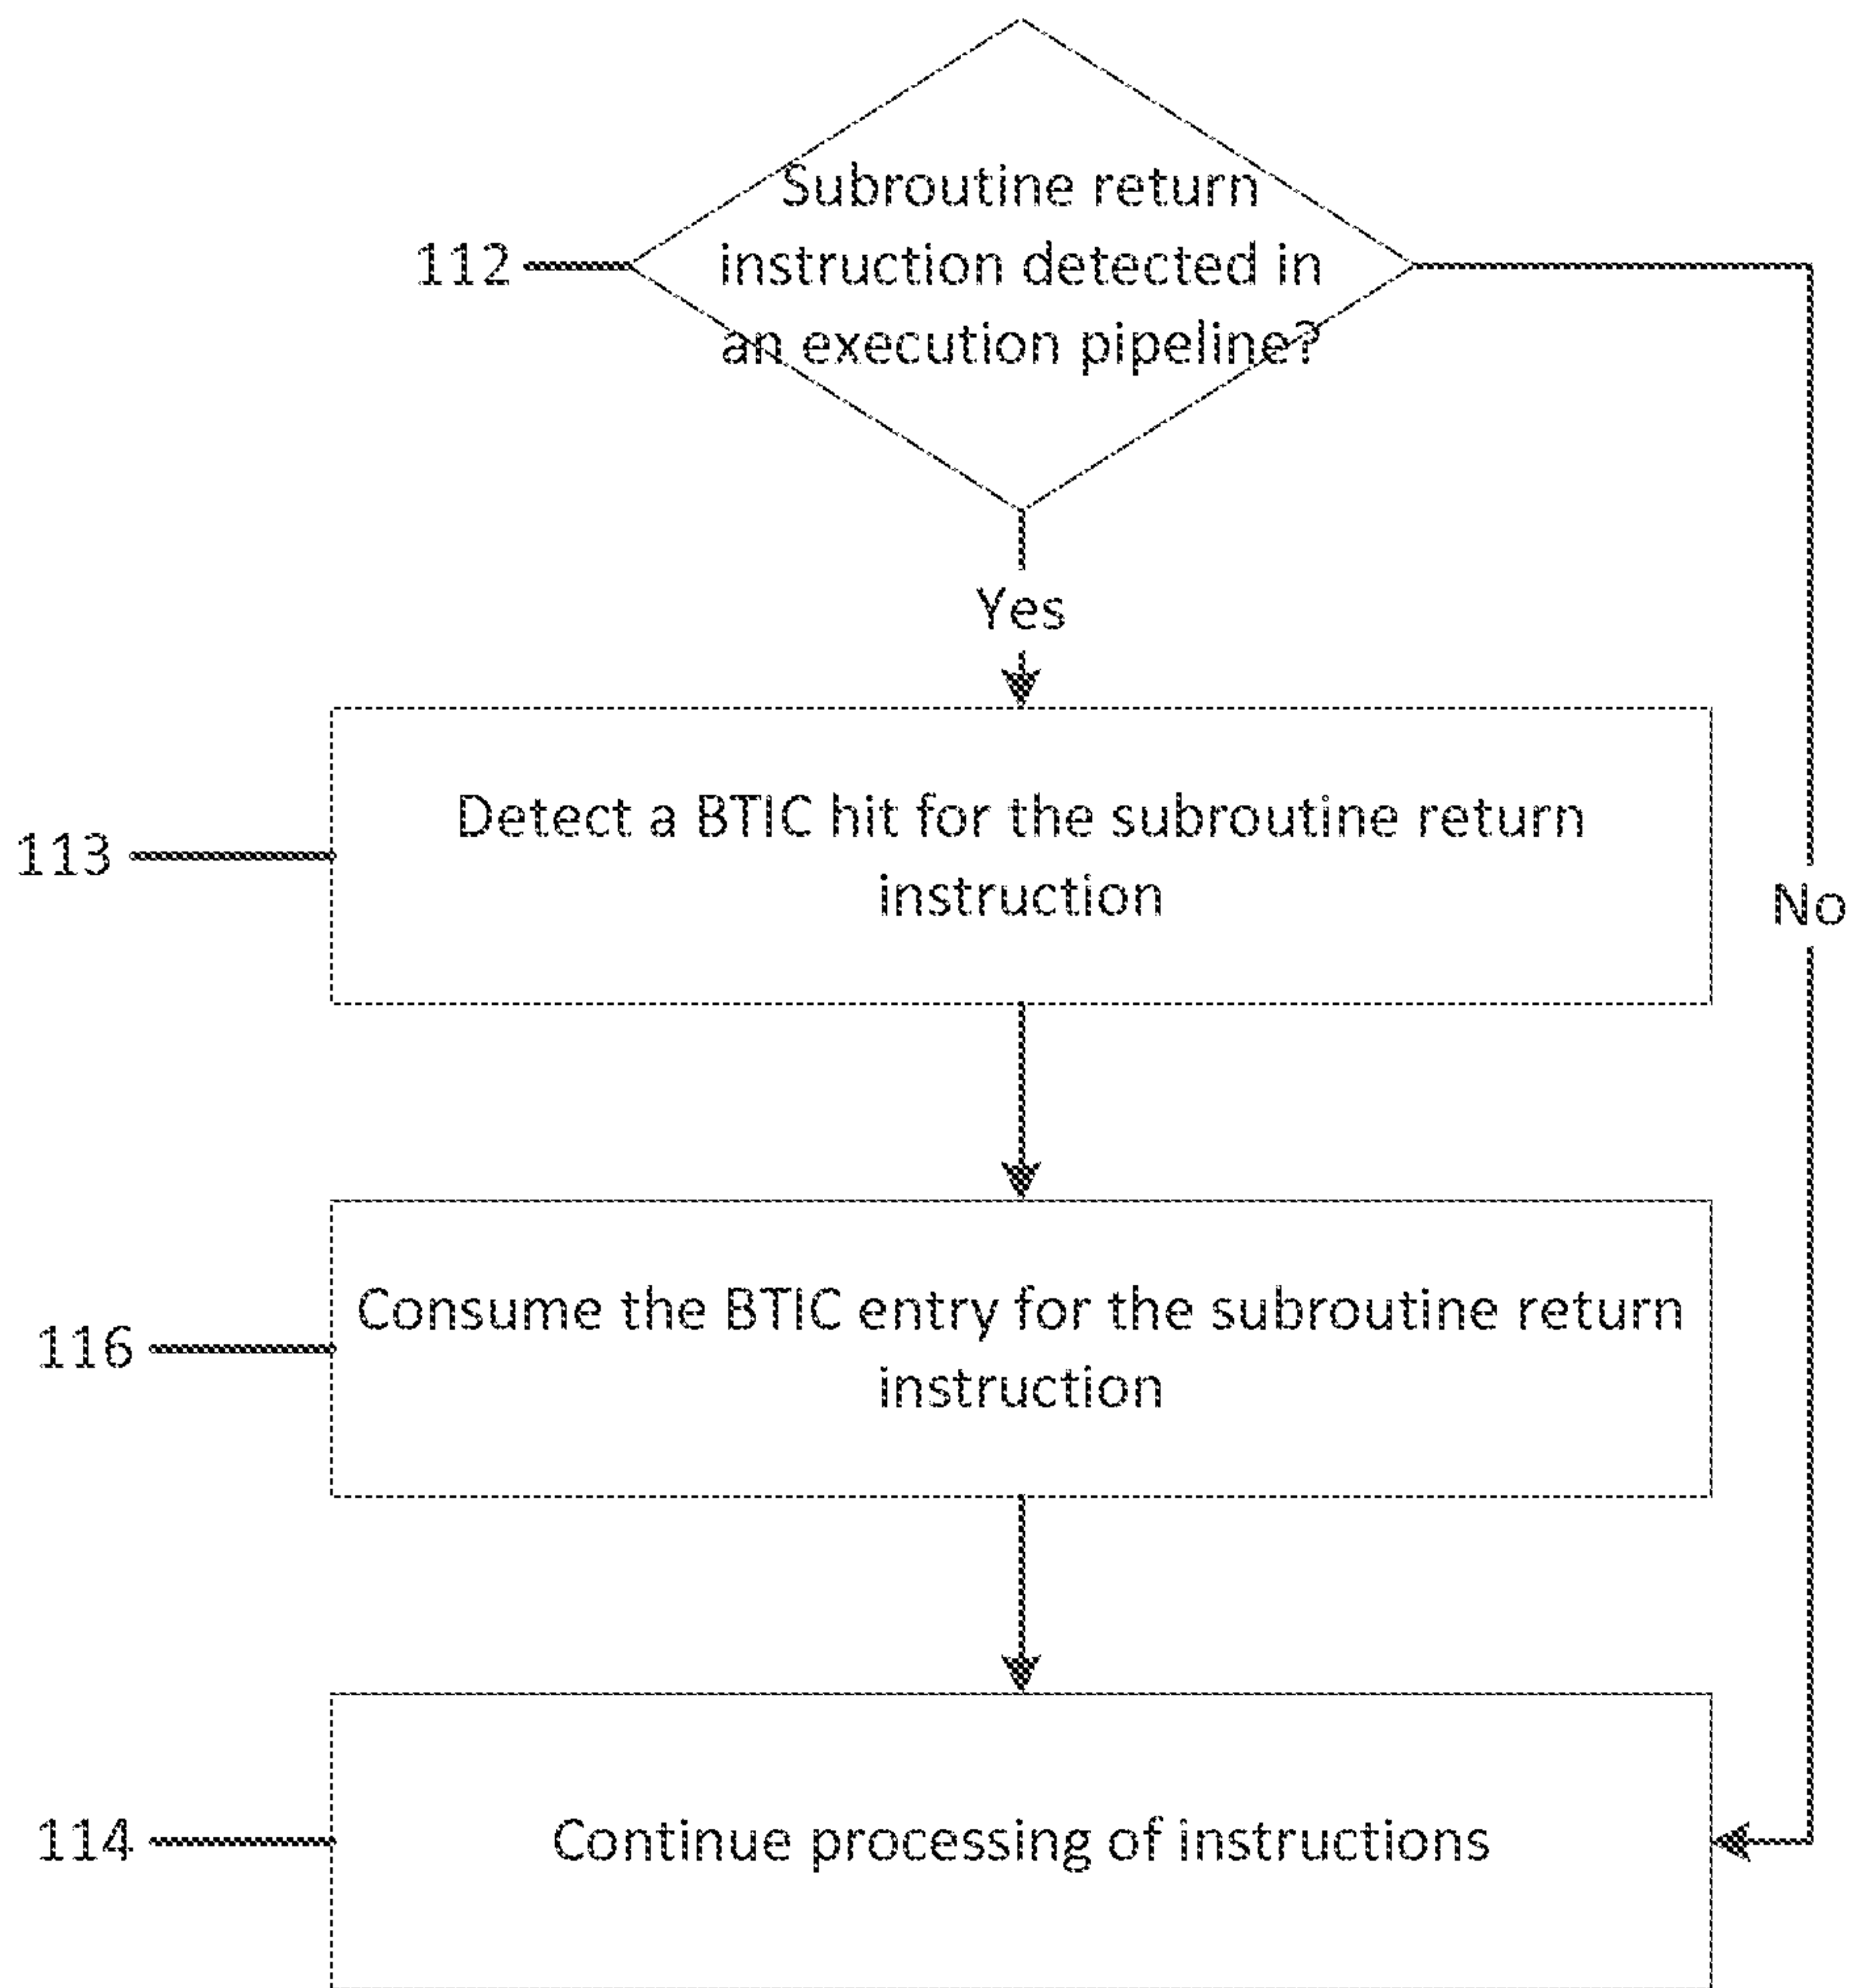 Subroutine return
112
instruction detected in
an execution pipeline?
Yes
Detect a BTIC hit for the subroutine return
113
instruction
No
Consume the BTIC entry for the subroutine return
116
instruction
114
Continue processing of instructions